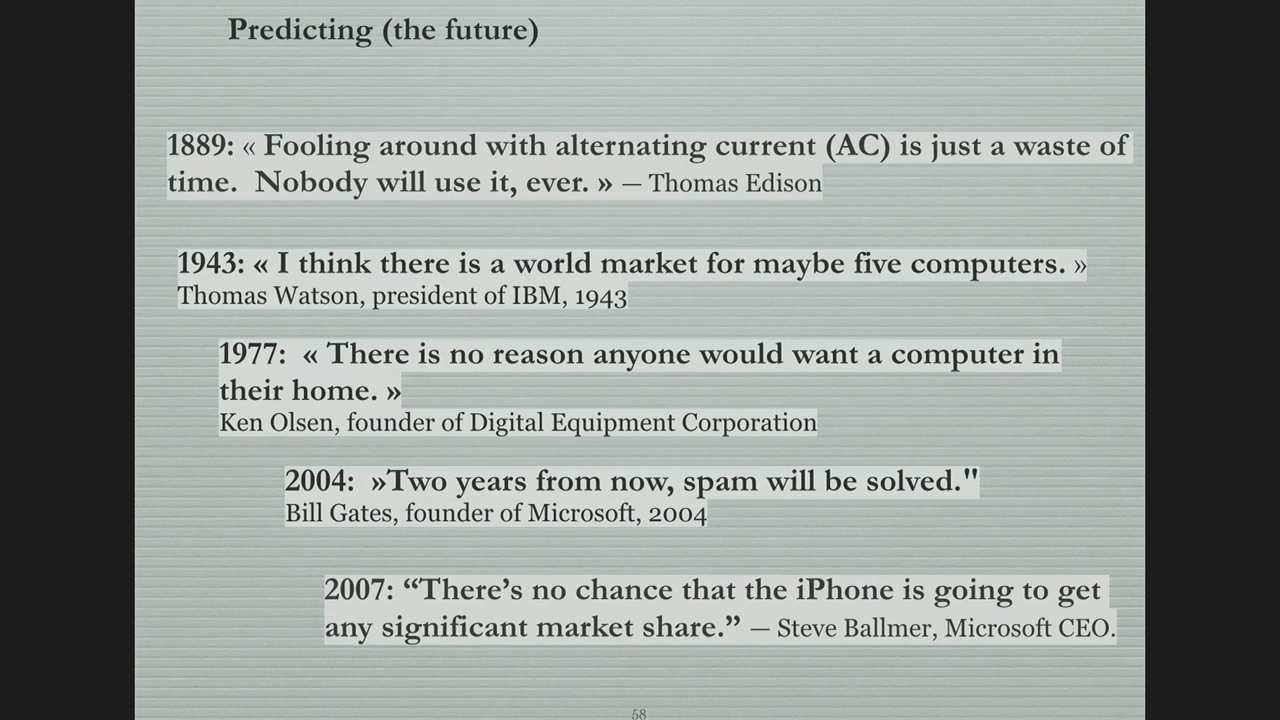 Predicting (the future)
1889: « Fooling around with alternating current (AC) is just a waste of
time.  Nobody will use it, ever. » — Thomas Edison
1943: « I think there is a world market for maybe five computers. »
Thomas Watson, president of IBM, 1943
1977:  « There is no reason anyone would want a computer in
their home. »
Ken Olsen, founder of Digital Equipment Corporation
2004:  »Two years from now, spam will be solved."
Bill Gates, founder of Microsoft, 2004
2007: “There’s no chance that the iPhone is going to get
any significant market share.” — Steve Ballmer, Microsoft CEO.
58